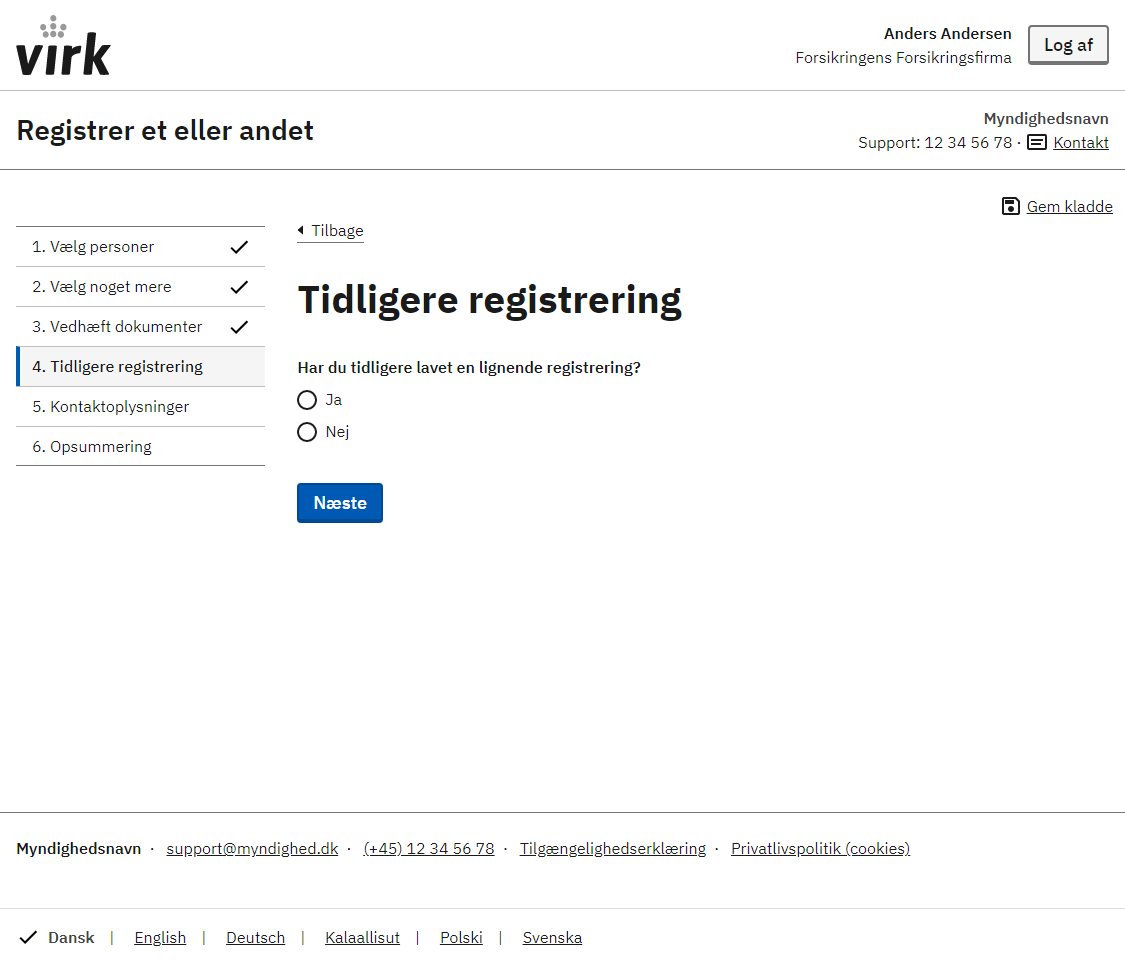 virk
Anders Andersen
Forsikringens Forsikringsfirma
Log af
Registrer et eller andet
Myndighedsnavn
Support: 12 34 56 78 · Kontakt
Gem kladde
1. Vælg personer
2. Vælg noget mere
3. Vedhæft dokumenter
4. Tidligere registrering
5. Kontaktoplysninger
6. Opsummering
Tilbage
Tidligere registrering
Har du tidligere lavet en lignende registrering?
Ja
Nej
Næste
Myndighedsnavn · support@myndighed.dk · (+45) 12 34 56 78 · Tilgængelighedserklæring · Privatlivspolitik (cookies)
Dansk | English | Deutsch | Kalaallisut | Polski | Svenska